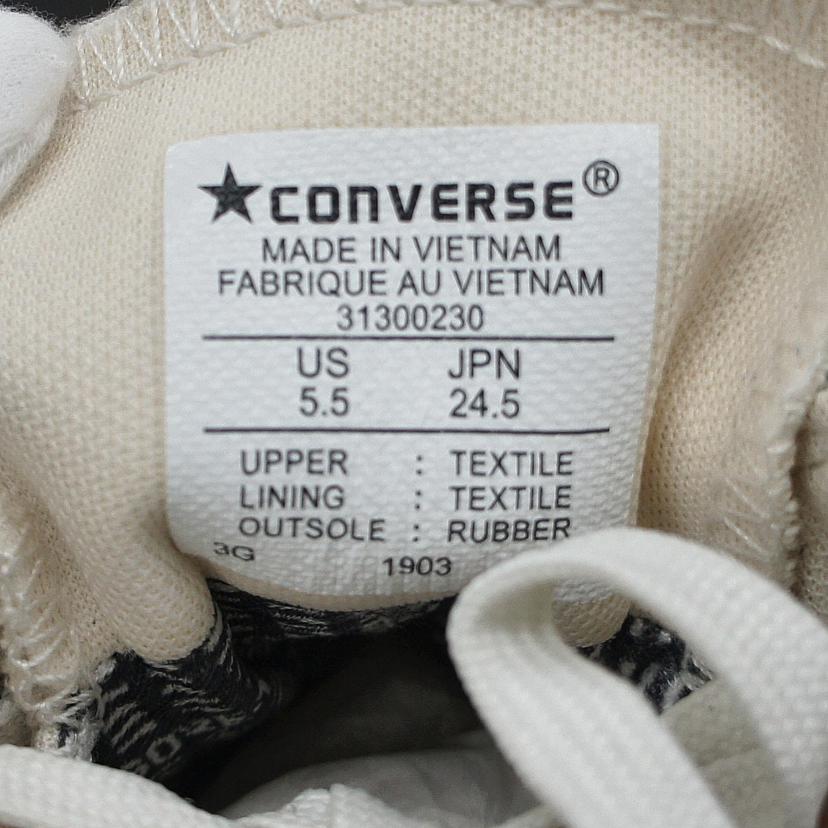 ★CONVERSE®
MADE IN VIETNAM
FABRIQUE AU VIETNAM
31300230
US JPN
5.5 24.5
UPPER : TEXTILE
LINING : TEXTILE
OUTSOLE : RUBBER
3G 1903